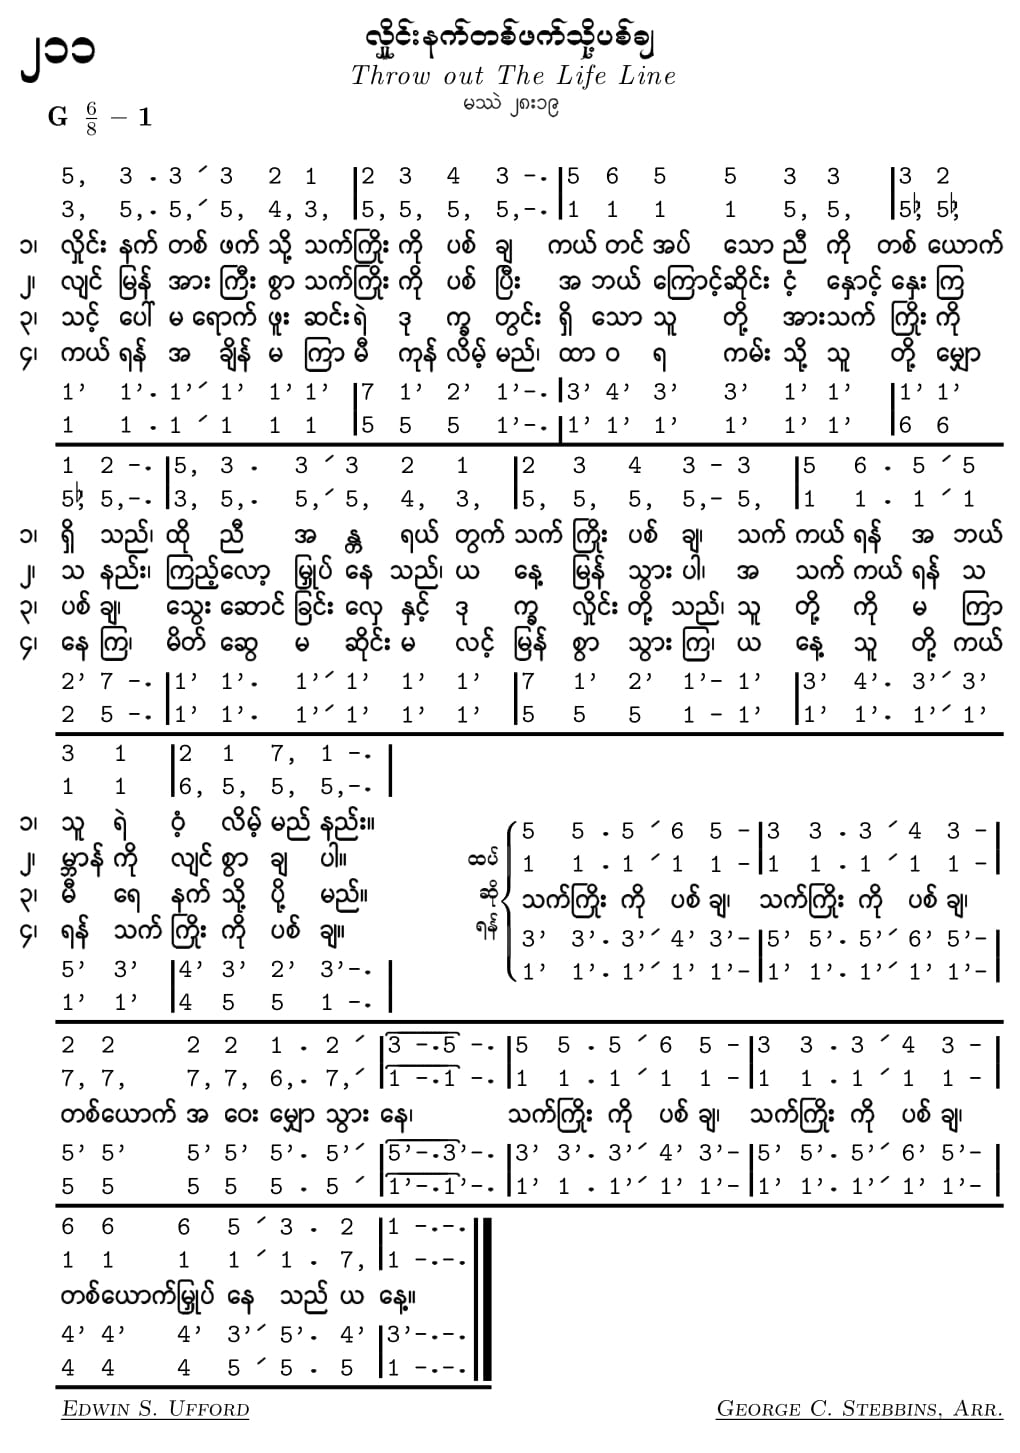 ၂၁၁
လှိုင်းနက်တစ်ဖက်သို့ပစ်ချ
Throw out The Life Line
မဿဲ ၂၈း၁၉
G 6/8 – 1
5, 3 . 3 ՛ 3 2 1 | 2 3 4 3 –. | 5 6 5 5 3 3 | 3 2
3, 5,. 5,՛ 5, 4, 3, | 5, 5, 5, 5,–. | 1 1 1 1 5, 5, | 5♭, 5♭,
၁၊ လှိုင်း နက် တစ် ဖက် သို့ သက်ကြိုး ကို ပစ် ချ ကယ် တင် အပ် သော ညီ ကို တစ် ယောက်
၂၊ လျင် မြန် အား ကြီး စွာ သက်ကြိုး ကို ပစ် ပြီး အ ဘယ် ကြောင့်ဆိုင်း ငံ့ နှောင့် နှေး ကြ
၃၊ သင့် ပေါ် မ ရောက် ဖူး ဆင်းရဲ ဒု က္ခ တွင်း ရှိ သော သူ တို့ အားသက် ကြိုး ကို
၄၊ ကယ် ရန် အ ချိန် မ ကြာ မီ ကုန် လိမ့် မည်၊ ထာ ဝ ရ ကမ်း သို့ သူ တို့ မျှော
1’ 1’. 1’՛ 1’ 1’ 1’ | 7 1’ 2’ 1’–. | 3’ 4’ 3’ 3’ 1’ 1’ | 1’ 1’
1 1 . 1 ՛ 1 1 1 | 5 5 5 1’–. | 1’ 1’ 1’ 1’ 1’ 1’ | 6 6
1 2 –. | 5, 3 . 3 ՛ 3 2 1 | 2 3 4 3 – 3 | 5 6 . 5 ՛ 5
5♭, 5,–. | 3, 5,. 5,՛ 5, 4, 3, | 5, 5, 5, 5,– 5, | 1 1 . 1 ՛ 1
၁၊ ရှိ သည်၊ ထို ညီ အ န္တ ရယ် တွက် သက် ကြိုး ပစ် ချ၊ သက် ကယ် ရန် အ ဘယ်
၂၊ သ နည်း၊ ကြည့်လော့ မြှုပ် နေ သည်၊ ယ နေ့ မြန် သွား ပါ၊ အ သက် ကယ် ရန် သ
၃၊ ပစ် ချ၊ သွေး ဆောင် ခြင်း လှေ နှင့် ဒု က္ခ လှိုင်း တို့ သည်၊ သူ တို့ ကို မ ကြာ
၄၊ နေ ကြ၊ မိတ် ဆွေ မ ဆိုင်း မ လင့် မြန် စွာ သွား ကြ၊ ယ နေ့ သူ တို့ ကယ်
2’ 7 –. | 1’ 1’. 1’՛ 1’ 1’ 1’ | 7 1’ 2’ 1’– 1’ | 3’ 4’. 3’՛ 3’
2 5 –. | 1’ 1’. 1’՛ 1’ 1’ 1’ | 5 5 5 1 – 1’ | 1’ 1’. 1’՛ 1’
3 1 | 2 1 7, 1 –. |
1 1 | 6, 5, 5, 5,–. |
၁၊ သူ ရဲ ဝံ့ လိမ့် မည် နည်း။
၂၊ မ္ဘာန် ကို လျင် စွာ ချ ပါ။
၃၊ မီ ရေ နက် သို့ ပို့ မည်။
၄၊ ရန် သက် ကြိုး ကို ပစ် ချ။
5’ 3’ | 4’ 3’ 2’ 3’–. |
1’ 1’ | 4 5 5 1 –. |
ထပ် ဆို ရန်
5 5 . 5 ՛ 6 5 – | 3 3 . 3 ՛ 4 3 – |
1 1 . 1 ՛ 1 1 – | 1 1 . 1 ՛ 1 1 – |
သက်ကြိုး ကို ပစ် ချ၊ သက်ကြိုး ကို ပစ် ချ၊
3’ 3’. 3’՛ 4’ 3’– | 5’ 5’. 5’՛ 6’ 5’– |
1’ 1’. 1’՛ 1’ 1’– | 1’ 1’. 1’՛ 1’ 1’– |
2 2 2 2 1 . 2 ՛ | 3 –.5 –. | 5 5 . 5 ՛ 6 5 – | 3 3 . 3 ՛ 4 3 – |
7, 7, 7, 7, 6,. 7,՛ | 1 –.1 –. | 1 1 . 1 ՛ 1 1 – | 1 1 . 1 ՛ 1 1 – |
တစ်ယောက် အ ဝေး မျှော သွား နေ၊ သက်ကြိုး ကို ပစ် ချ၊ သက်ကြိုး ကို ပစ် ချ၊
5’ 5’ 5’ 5’ 5’. 5’՛ | 5’–.3’–. | 3’ 3’. 3’՛ 4’ 3’– | 5’ 5’. 5’՛ 6’ 5’– |
5 5 5 5 5 . 5 ՛ | 1’–.1’–. | 1’ 1 . 1’՛ 1’ 1’– | 1’ 1’. 1’՛ 1’ 1’– |
6 6 6 5 ՛ 3 . 2 | 1 –.–. ||
1 1 1 1 ՛ 1 . 7, | 1 –.–. ||
တစ်ယောက်မြှုပ် နေ သည် ယ နေ့။
4’ 4’ 4’ 3’՛ 5’. 4’ | 3’–.–. ||
4 4 4 5 ՛ 5 . 5 | 1 –.–. ||
EDWIN S. UFFORD
GEORGE C. STEBBINS, ARR.